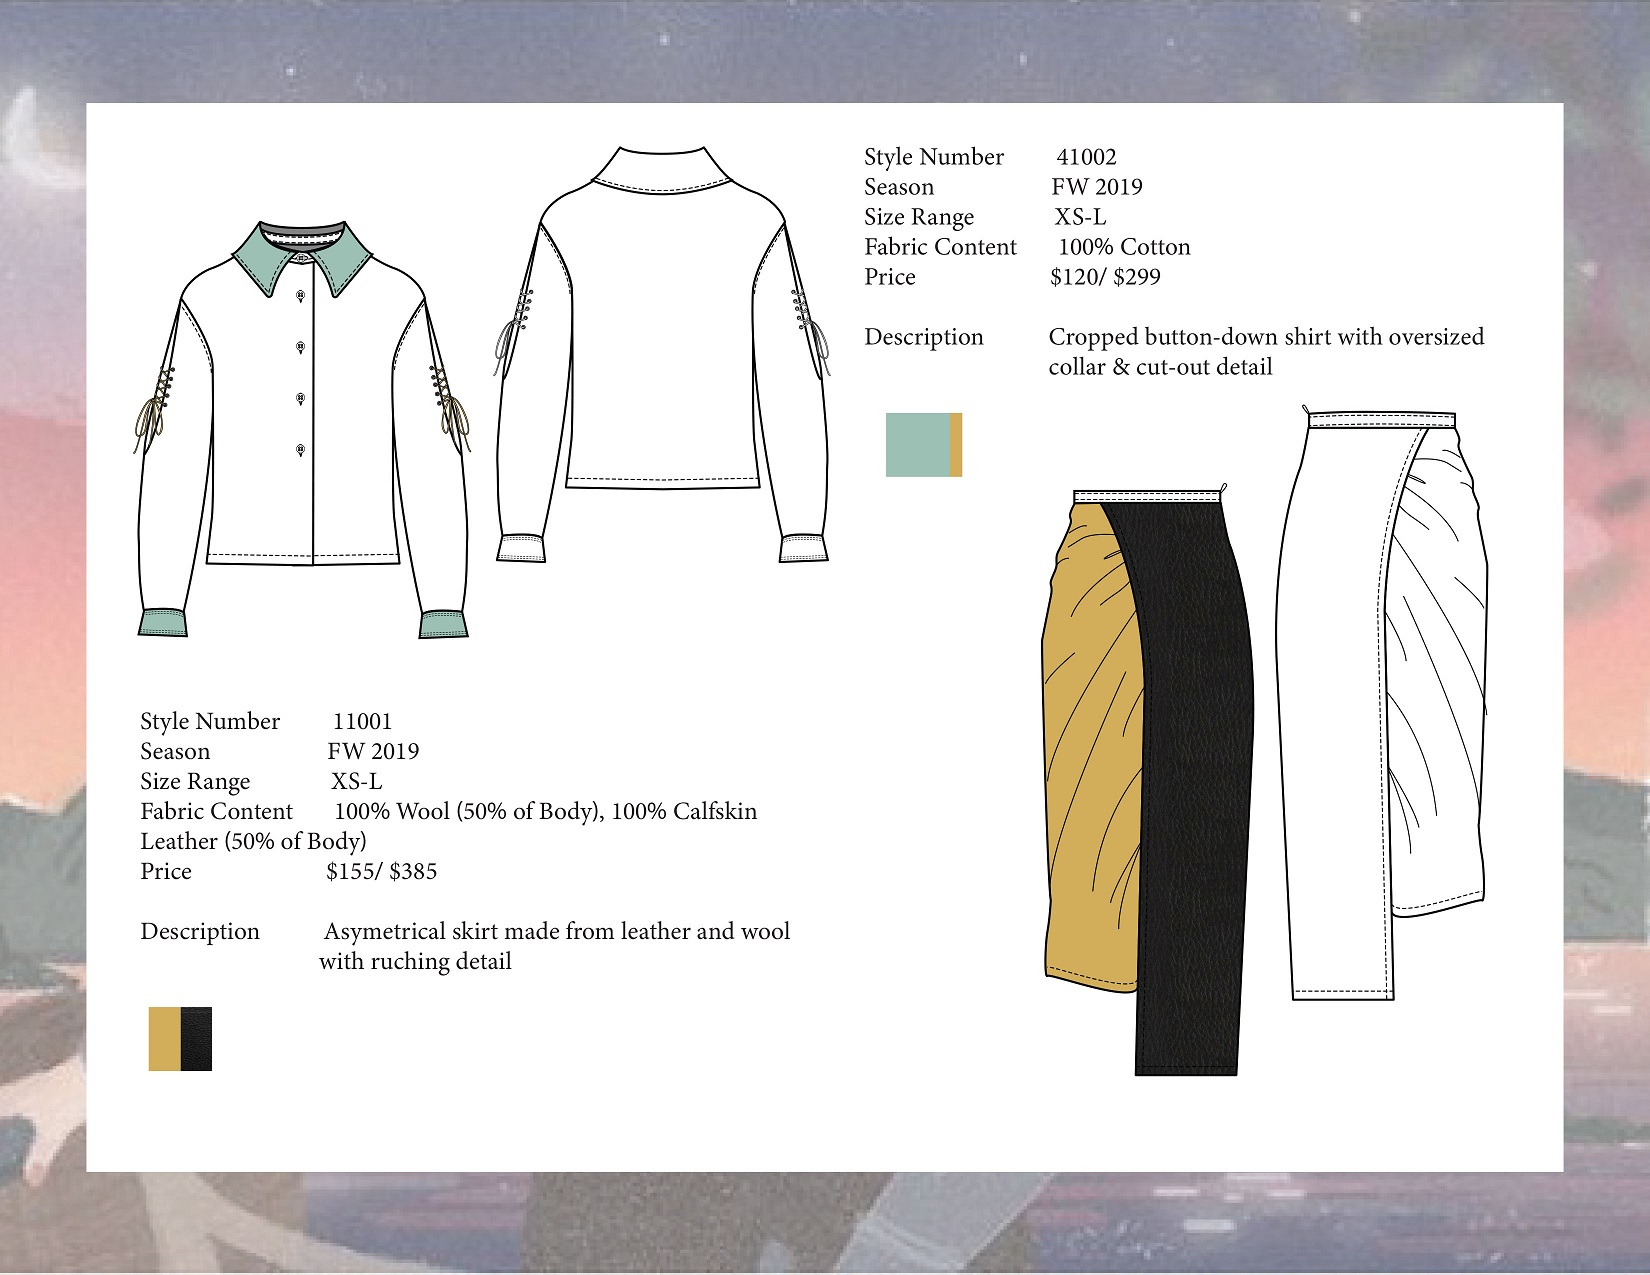 Style Number 41002
Season FW 2019
Size Range XS-L
Fabric Content 100% Cotton
Price $120/ $299
Description Cropped button-down shirt with oversized
collar & cut-out detail
Style Number 11001
Season FW 2019
Size Range XS-L
Fabric Content 100% Wool (50% of Body), 100% Calfskin
Leather (50% of Body)
Price $155/ $385
Description Asymetrical skirt made from leather and wool
with ruching detail